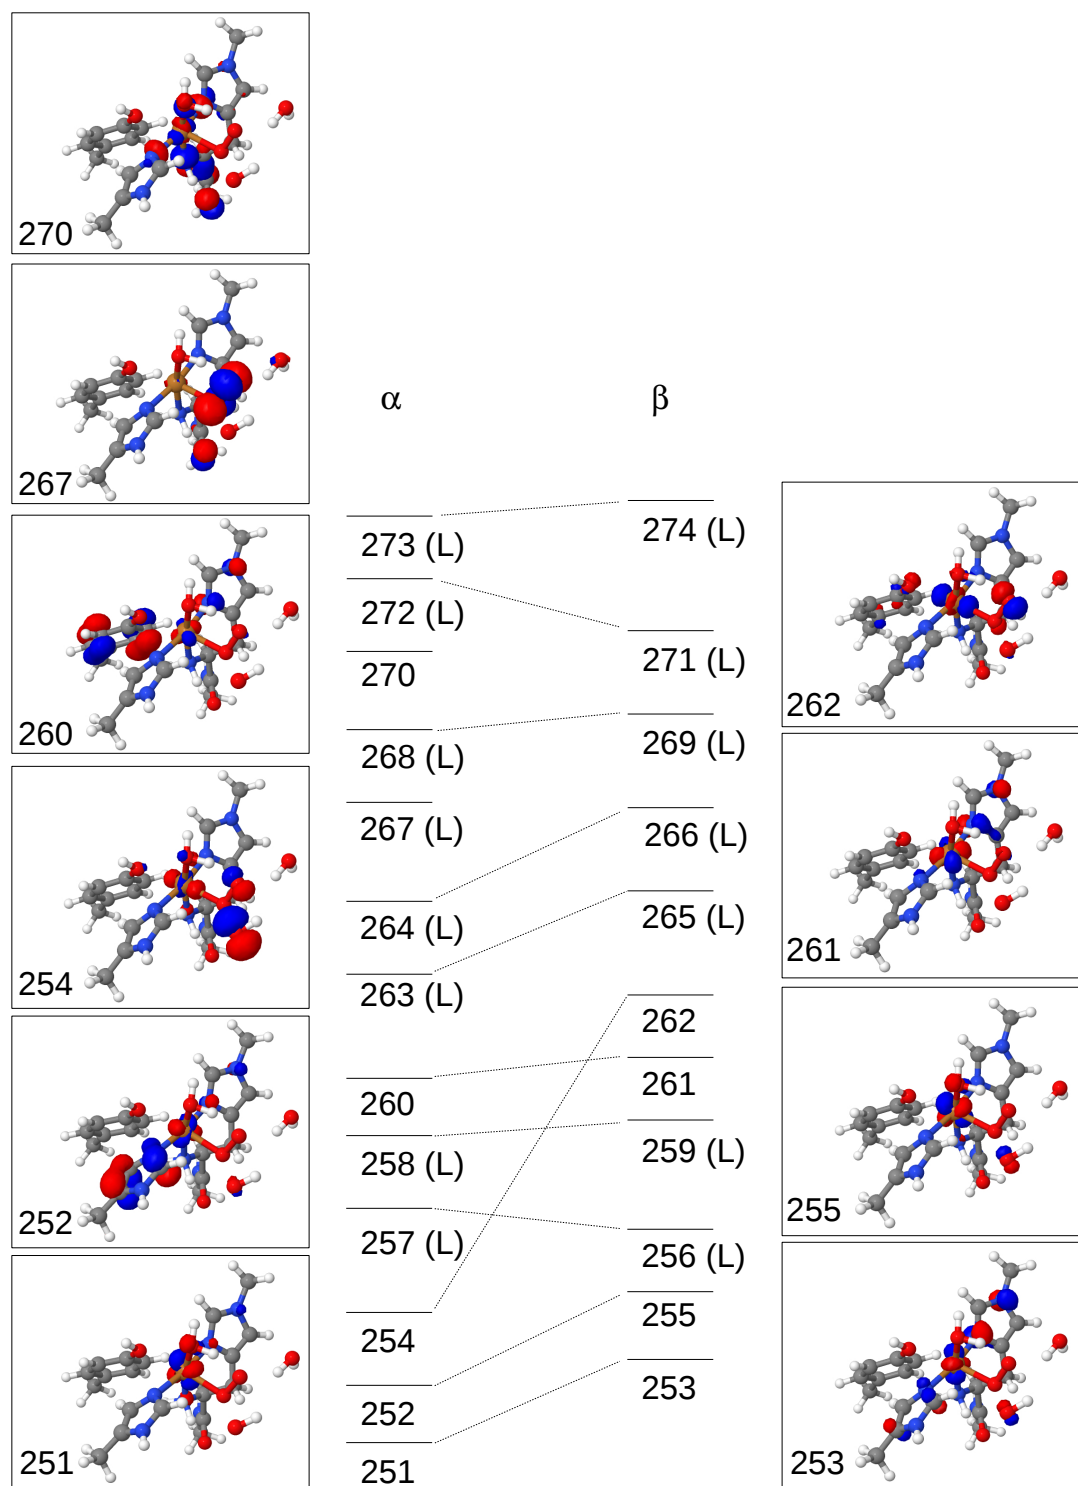 270
267
260
254
252
251
α
β
273 (L)
274 (L)
272 (L)
271 (L)
270
268 (L)
269 (L)
267 (L)
266 (L)
264 (L)
265 (L)
263 (L)
262
260
261
258 (L)
259 (L)
257 (L)
256 (L)
254
255
252
253
251
262
261
255
253